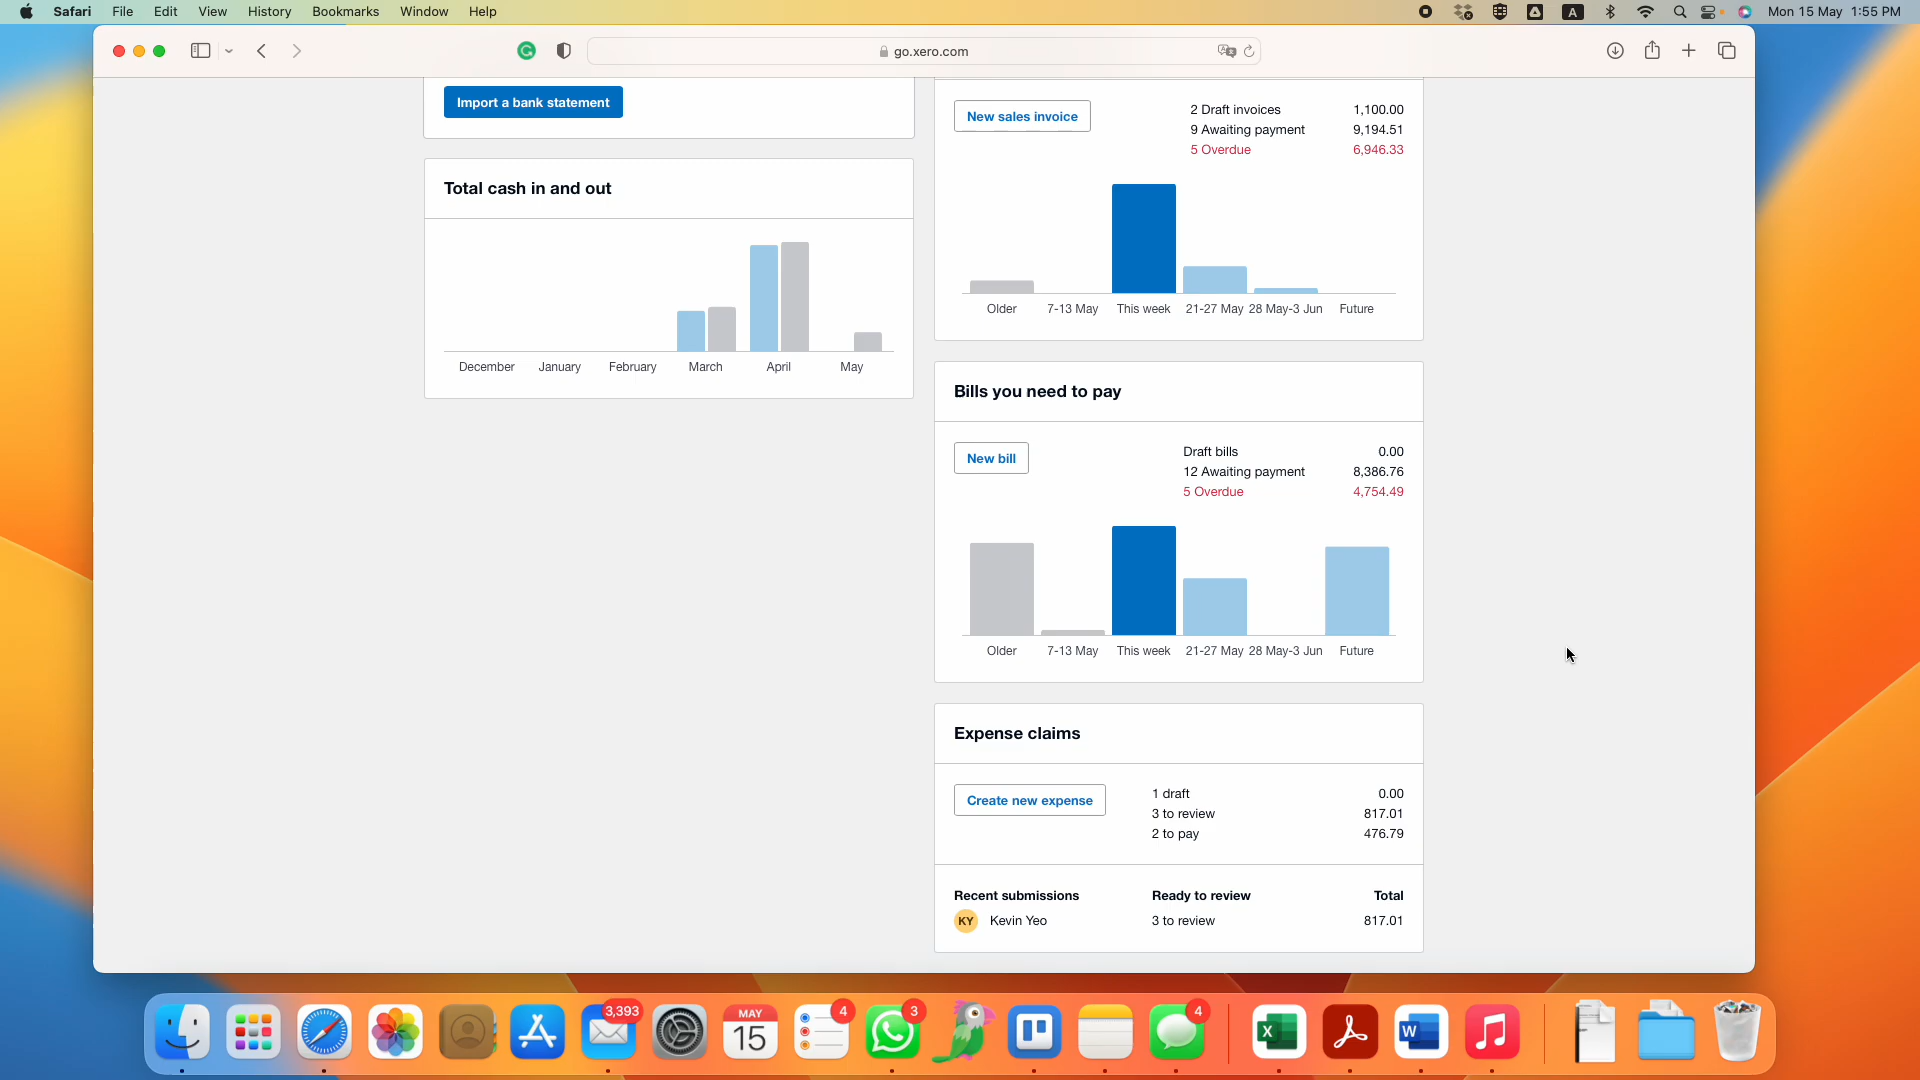 Safari File Edit View History Bookmarks Window Help
A
Mon 15 May 1:55 PM
go.xero.com
Import a bank statement
Total cash in and out
December January February March April May
New sales invoice
2 Draft invoices 1,100.00
9 Awaiting payment 9,194.51
5 Overdue 6,946.33
Older 7-13 May This week 21-27 May 28 May-3 Jun Future
Bills you need to pay
New bill
Draft bills 0.00
12 Awaiting payment 8,386.76
5 Overdue 4,754.49
Older 7-13 May This week 21-27 May 28 May-3 Jun Future
Expense claims
Create new expense
1 draft 0.00
3 to review 817.01
2 to pay 476.79
Recent submissions Ready to review Total
KY Kevin Yeo 3 to review 817.01
3,393
MAY
15
4
3
4
X
W